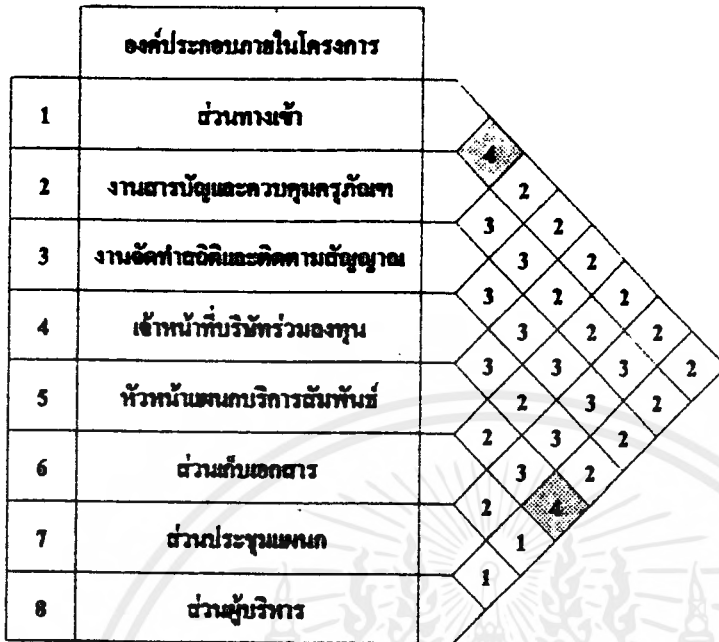 องค์ประกอบภายในโครงการ
1 ส่วนทางเข้า
2 งานสารบัญและควบคุมครุภัณฑ์
3 งานจัดทำสถิติและติดตามสัญญาณ
4 เจ้าหน้าที่บริษัทร่วมลงทุน
5 หัวหน้าแผนกบริการสัมพันธ์
6 ส่วนเก็บเอกสาร
7 ส่วนประชุมแผนก
8 ส่วนผู้บริหาร
4
2
3 2
3 2
3 2 2
3 2 2
3 3 3 2
2 3 2
2 3 2
3 2
2 4
1
1